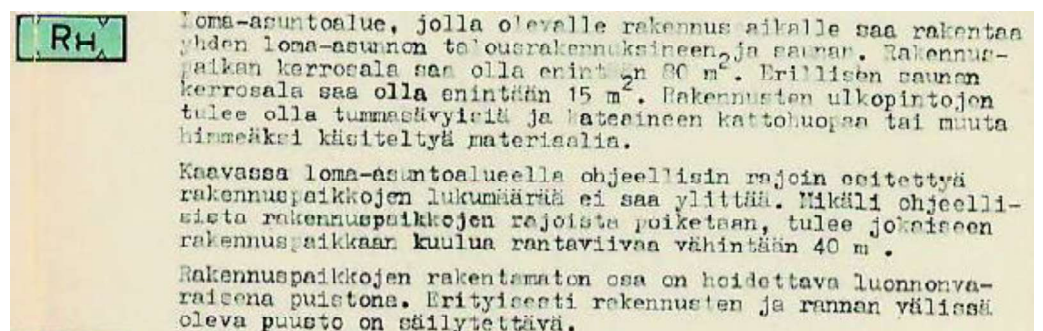 RH
Loma-asuntoalue, jolla olevalle rakennus aikalle saa rakentaa
yhden loma-asunnon talousrakennuksineen ja saunan. Rakennus-
paikan kerrosala saa olla enintään 80 m². Erillisen saunan
kerrosala saa olla enintään 15 m². Rakennusten ulkopintojen
tulee olla tummasävyisiä ja kateaineen kattohuopaa tai muuta
himmeäksi käsiteltyä materiaalia.
Kaavassa loma-asuntoalueella ohjeellisin rajoin esitettyä
rakennuspaikkojen lukumäärää ei saa ylittää. Mikäli ohjeelli-
sista rakennuspaikkojen rajoista poiketaan, tulee jokaiseen
rakennuspaikkaan kuulua rantaviivaa vähintään 40 m .
Rakennuspaikkojen rakentamaton osa on hoidettava luonnonva-
raisena puistona. Erityisesti rakennusten ja rannan välissä
oleva puusto on säilytettävä.